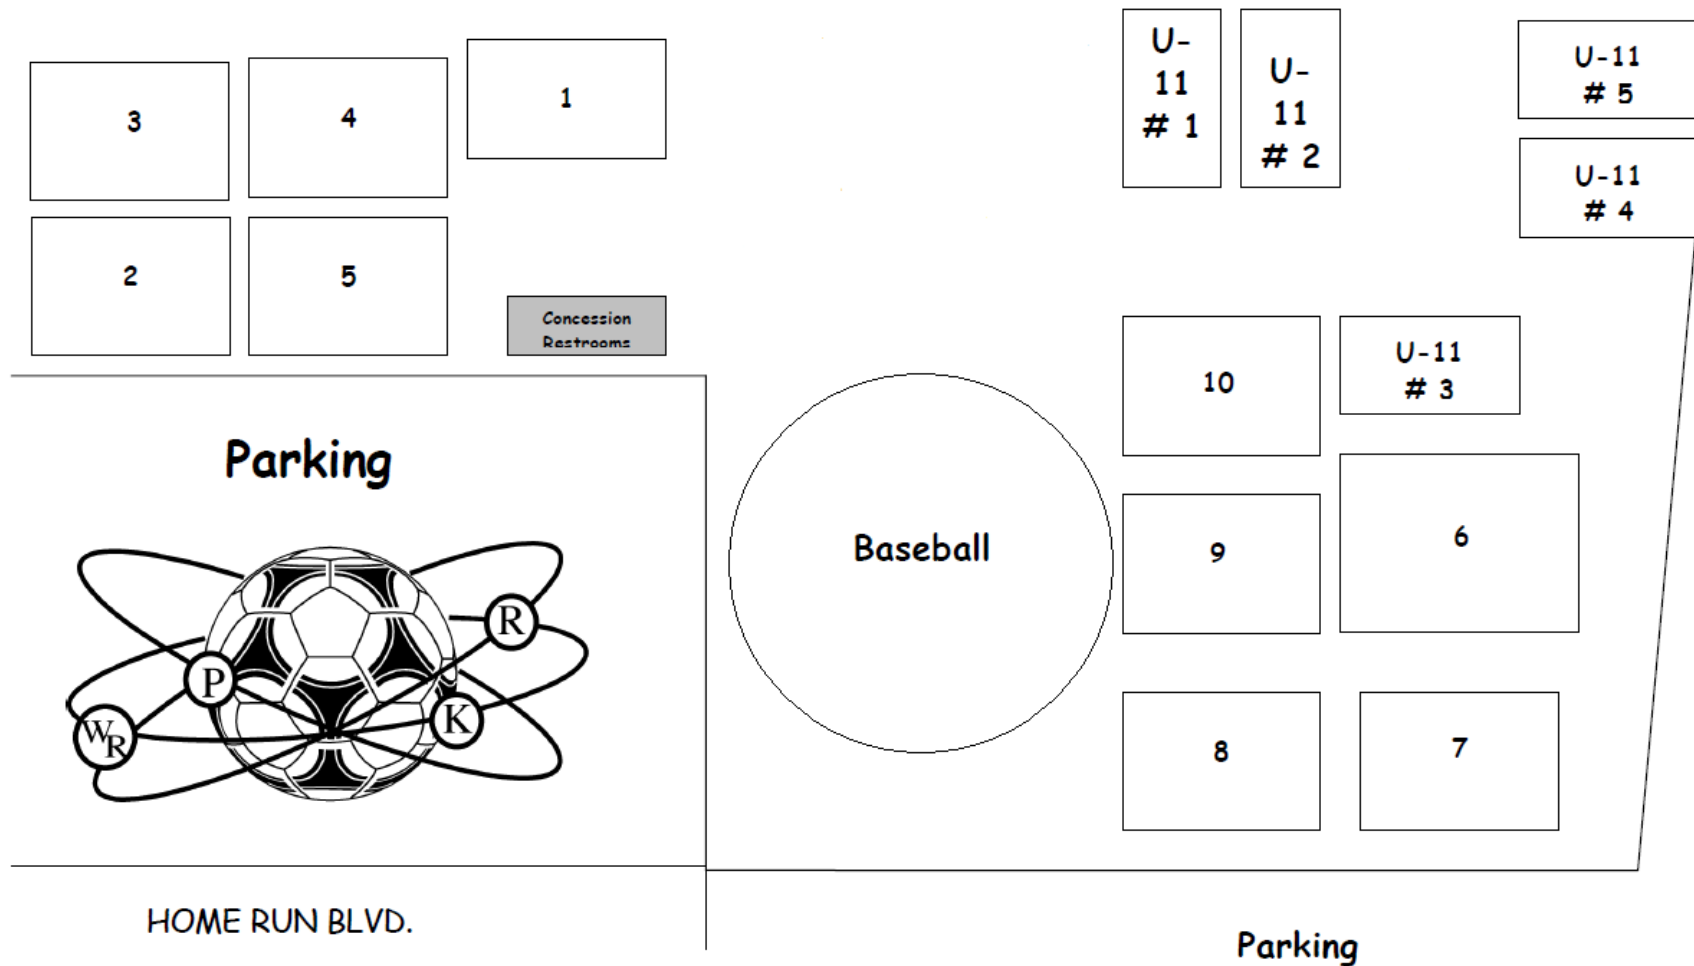 3
4
1
2
5
Concession
Restrooms
U-
11
# 1
U-
11
# 2
U-11
# 5
U-11
# 4
10
U-11
# 3
9
6
8
7
Baseball
Parking
R
P
K
WR
HOME RUN BLVD.
Parking